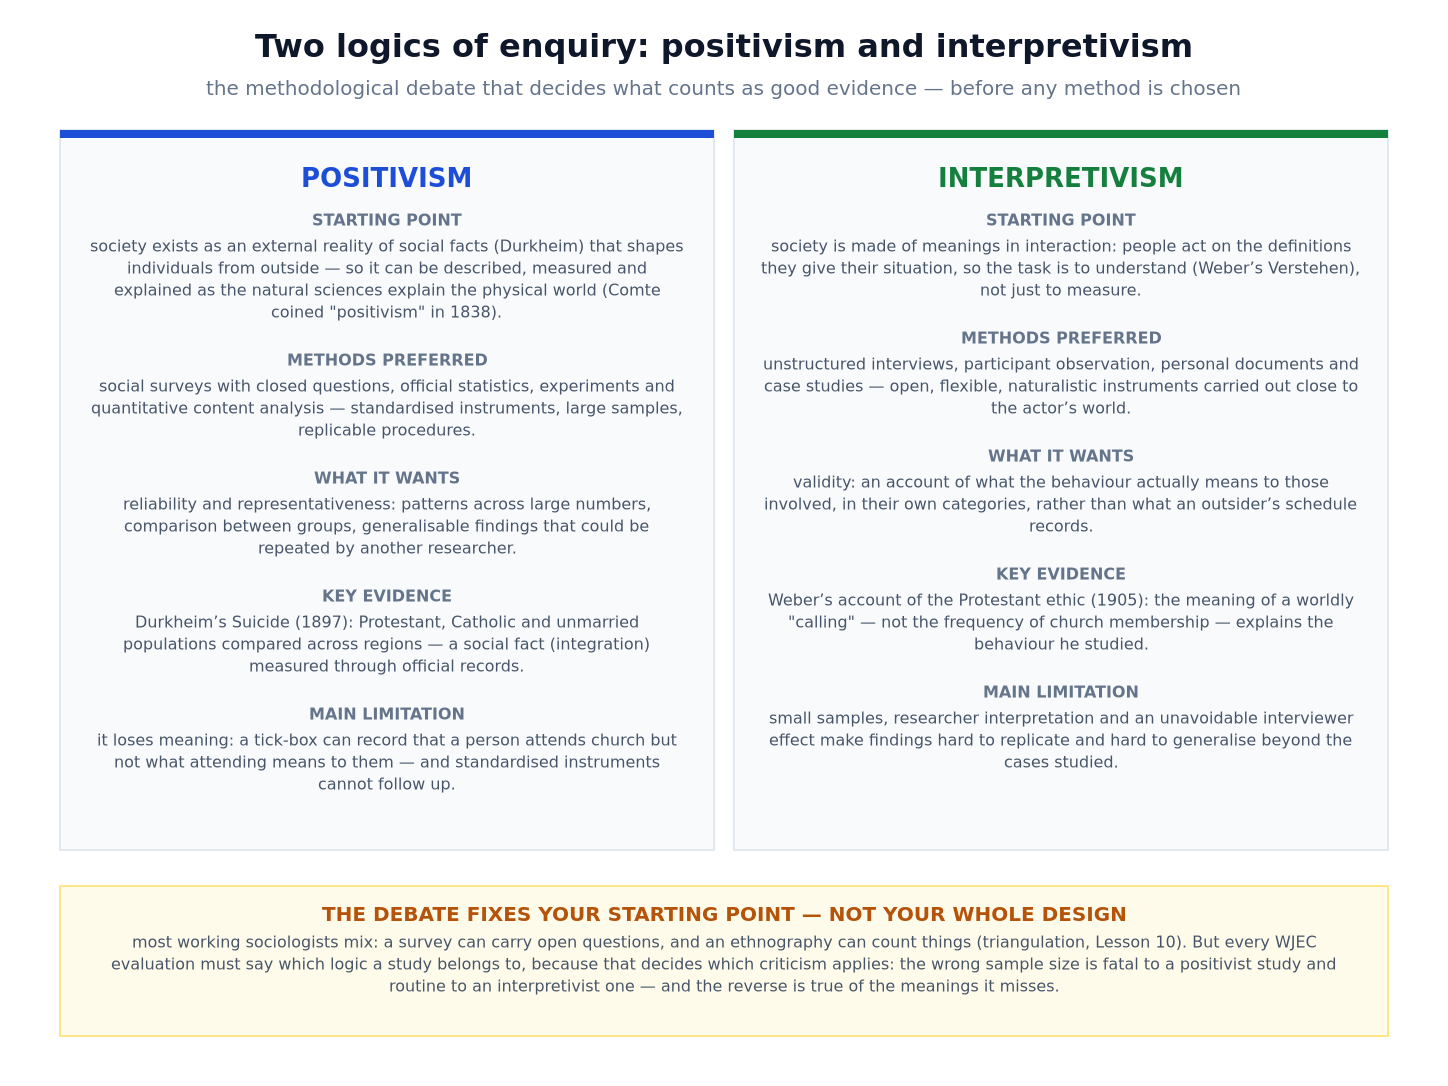 Two logics of enquiry: positivism and interpretivism
the methodological debate that decides what counts as good evidence — before any method is chosen
POSITIVISM
STARTING POINT
society exists as an external reality of social facts (Durkheim) that shapes
individuals from outside — so it can be described, measured and
explained as the natural sciences explain the physical world (Comte
coined "positivism" in 1838).
METHODS PREFERRED
social surveys with closed questions, official statistics, experiments and
quantitative content analysis — standardised instruments, large samples,
replicable procedures.
WHAT IT WANTS
reliability and representativeness: patterns across large numbers,
comparison between groups, generalisable findings that could be
repeated by another researcher.
KEY EVIDENCE
Durkheim’s Suicide (1897): Protestant, Catholic and unmarried
populations compared across regions — a social fact (integration)
measured through official records.
MAIN LIMITATION
it loses meaning: a tick-box can record that a person attends church but
not what attending means to them — and standardised instruments
cannot follow up.
INTERPRETIVISM
STARTING POINT
society is made of meanings in interaction: people act on the definitions
they give their situation, so the task is to understand (Weber’s Verstehen),
not just to measure.
METHODS PREFERRED
unstructured interviews, participant observation, personal documents and
case studies — open, flexible, naturalistic instruments carried out close to
the actor’s world.
WHAT IT WANTS
validity: an account of what the behaviour actually means to those
involved, in their own categories, rather than what an outsider’s schedule
records.
KEY EVIDENCE
Weber’s account of the Protestant ethic (1905): the meaning of a worldly
"calling" — not the frequency of church membership — explains the
behaviour he studied.
MAIN LIMITATION
small samples, researcher interpretation and an unavoidable interviewer
effect make findings hard to replicate and hard to generalise beyond the
cases studied.
THE DEBATE FIXES YOUR STARTING POINT — NOT YOUR WHOLE DESIGN
most working sociologists mix: a survey can carry open questions, and an ethnography can count things (triangulation, Lesson 10). But every WJEC
evaluation must say which logic a study belongs to, because that decides which criticism applies: the wrong sample size is fatal to a positivist study and
routine to an interpretivist one — and the reverse is true of the meanings it misses.